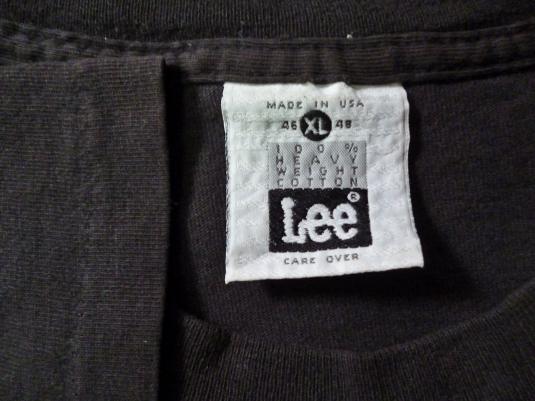 MADE IN USA
46 XL 48
100%
HEAVY
WEIGHT
COTTON
Lee®
CARE OVER